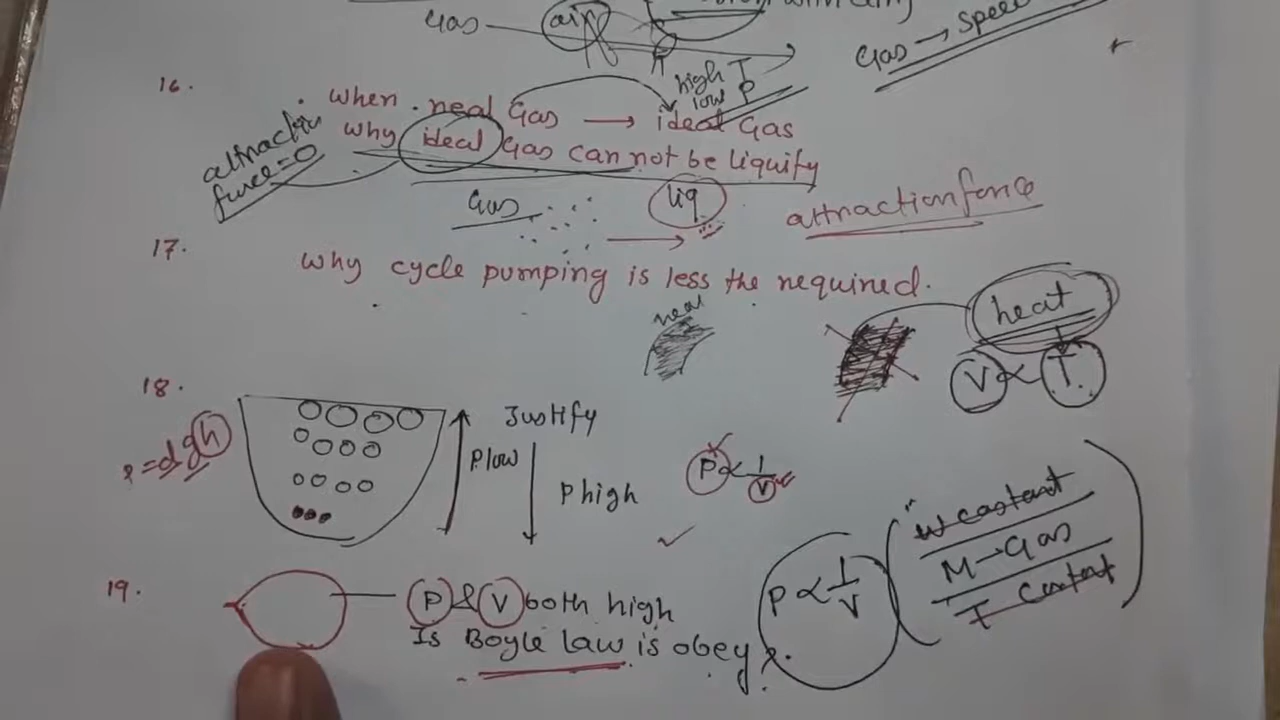 Gas
air
Gas → speed
16.
high T
low P
when real Gas → ideal Gas
why ideal Gas can not be liquify
attraction
force=0
Gas
liq
attraction force
17.
why cycle pumping is less the required.
heat
V ∝ T
18.
Justify
P low
P high
P ∝ 1/V
19.
P & V both high
Is Boyle law is obey?
P ∝ 1/V
M → Gas